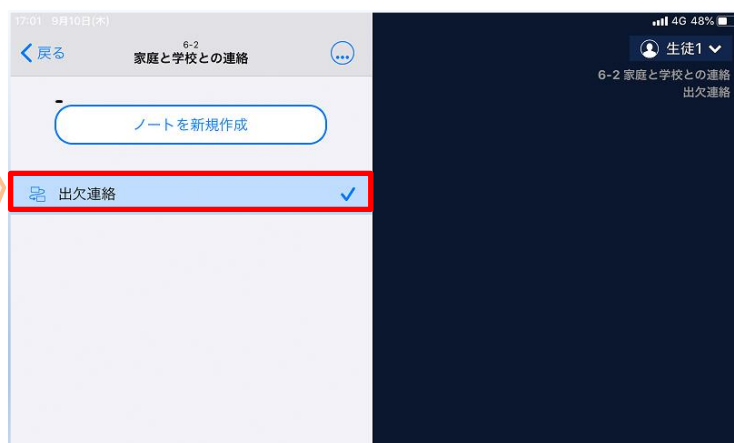 17:01 9月10日(木)
4G 48%
戻る
6-2
家庭と学校との連絡
生徒1
6-2 家庭と学校との連絡
出欠連絡
ノートを新規作成
出欠連絡